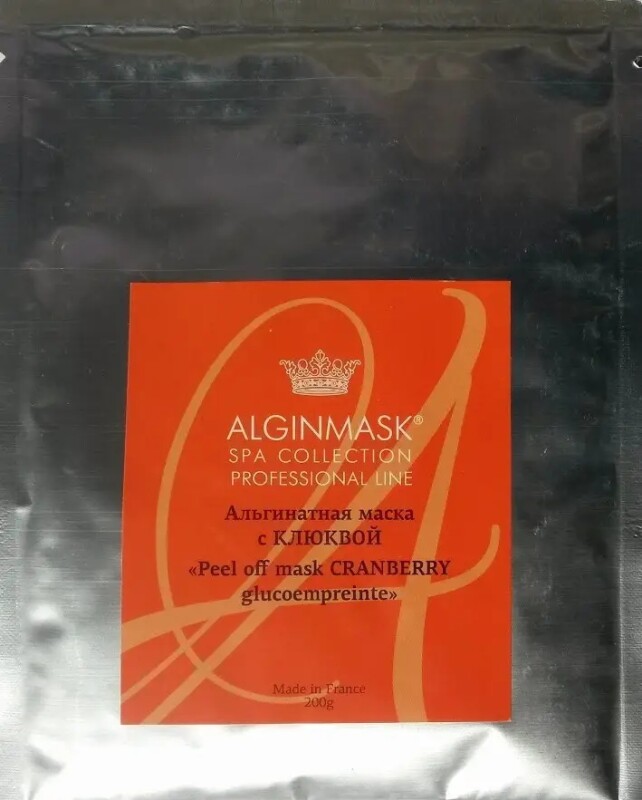 ALGINMASK®
SPA COLLECTION
PROFESSIONAL LINE
Альгинатная маска
с КЛЮКВОЙ
«Peel off mask CRANBERRY
glucoempreinte»
Made in France
200g